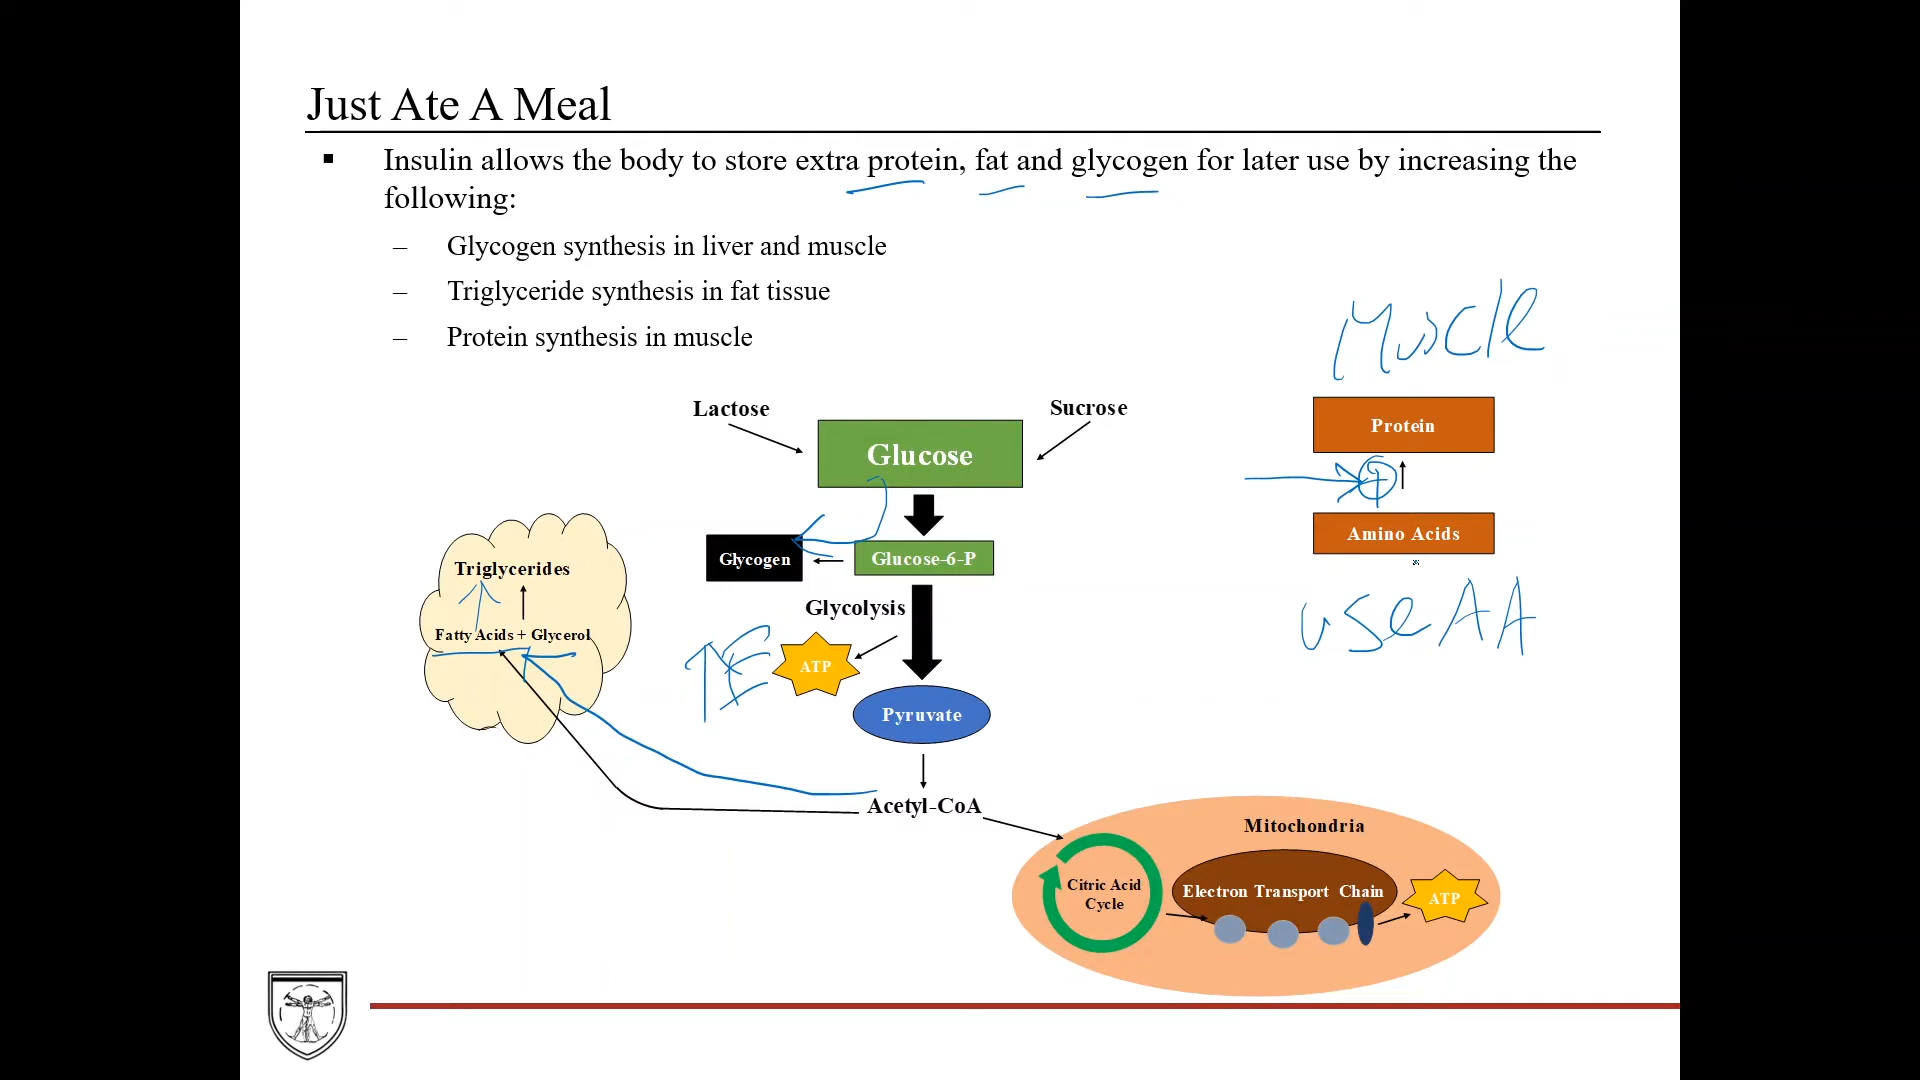 Just Ate A Meal
▪ Insulin allows the body to store extra protein, fat and glycogen for later use by increasing the
following:
– Glycogen synthesis in liver and muscle
– Triglyceride synthesis in fat tissue
– Protein synthesis in muscle
Muscle
Lactose
Sucrose
Glucose
Protein
Amino Acids
Glycogen
Glucose-6-P
Triglycerides
Glycolysis
use AA
Fatty Acids + Glycerol
ATP
Pyruvate
Acetyl-CoA
Mitochondria
Citric Acid
Cycle
Electron Transport Chain
ATP